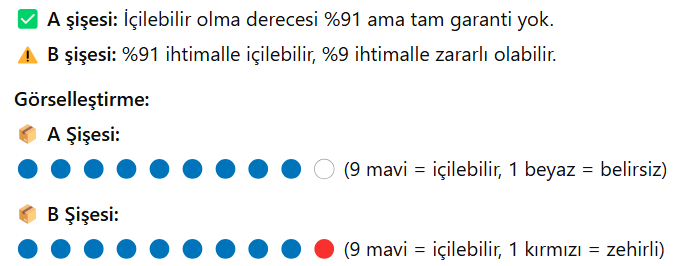 ✅ A şişesi: İçilebilir olma derecesi %91 ama tam garanti yok.
⚠️ B şişesi: %91 ihtimalle içilebilir, %9 ihtimalle zararlı olabilir.
Görselleştirme:
📦 A Şişesi:
🔵 🔵 🔵 🔵 🔵 🔵 🔵 🔵 🔵 ⚪ (9 mavi = içilebilir, 1 beyaz = belirsiz)
📦 B Şişesi:
🔵 🔵 🔵 🔵 🔵 🔵 🔵 🔵 🔵 🔴 (9 mavi = içilebilir, 1 kırmızı = zehirli)